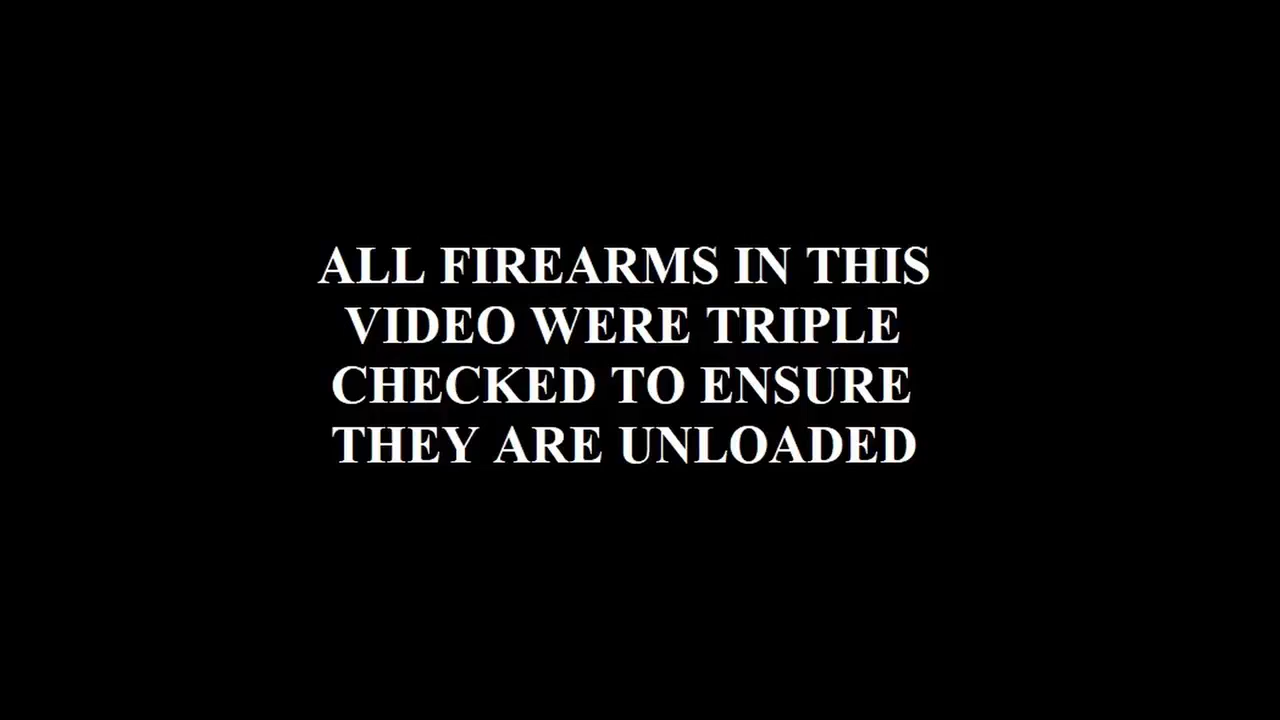 ALL FIREARMS IN THIS
VIDEO WERE TRIPLE
CHECKED TO ENSURE
THEY ARE UNLOADED